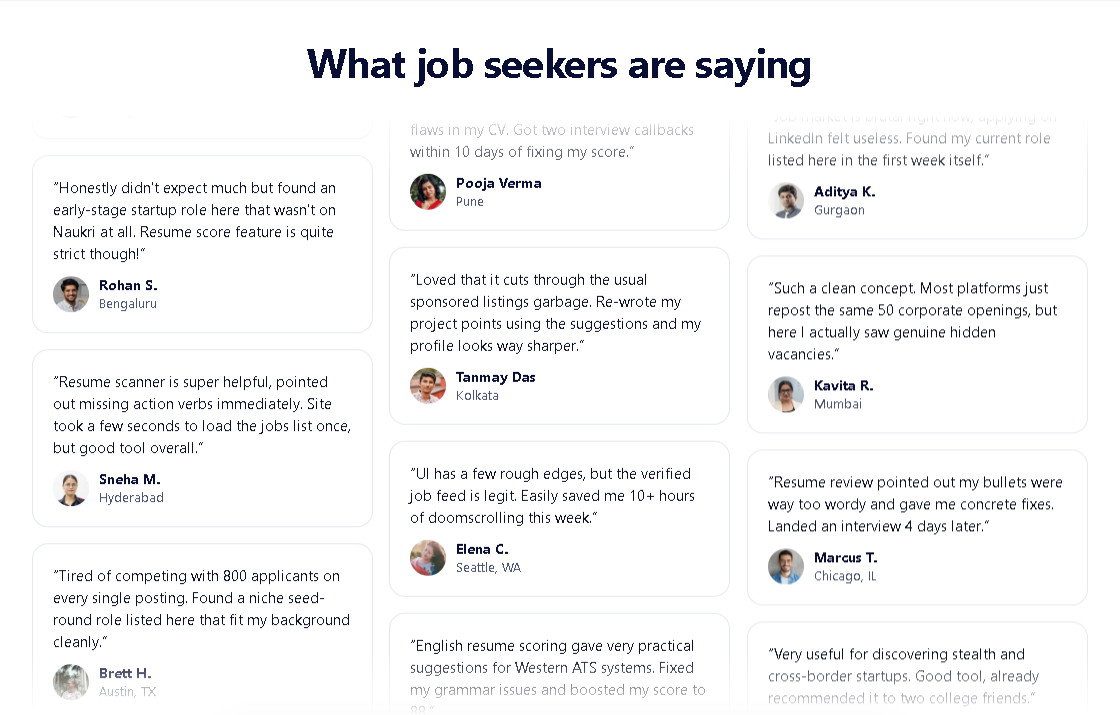 What job seekers are saying
"Honestly didn't expect much but found an
early-stage startup role here that wasn't on
Naukri at all. Resume score feature is quite
strict though!"
Rohan S.
Bengaluru
"Resume scanner is super helpful, pointed
out missing action verbs immediately. Site
took a few seconds to load the jobs list once,
but good tool overall."
Sneha M.
Hyderabad
"Tired of competing with 800 applicants on
every single posting. Found a niche seed-
round role listed here that fit my background
cleanly."
Brett H.
Austin, TX
flaws in my CV. Got two interview callbacks
within 10 days of fixing my score."
Pooja Verma
Pune
"Loved that it cuts through the usual
sponsored listings garbage. Re-wrote my
project points using the suggestions and my
profile looks way sharper."
Tanmay Das
Kolkata
"UI has a few rough edges, but the verified
job feed is legit. Easily saved me 10+ hours
of doomscrolling this week."
Elena C.
Seattle, WA
"English resume scoring gave very practical
suggestions for Western ATS systems. Fixed
my grammar issues and boosted my score to
"Job market is brutal right now, applying on
LinkedIn felt useless. Found my current role
listed here in the first week itself."
Aditya K.
Gurgaon
"Such a clean concept. Most platforms just
repost the same 50 corporate openings, but
here I actually saw genuine hidden
vacancies."
Kavita R.
Mumbai
"Resume review pointed out my bullets were
way too wordy and gave me concrete fixes.
Landed an interview 4 days later."
Marcus T.
Chicago, IL
"Very useful for discovering stealth and
cross-border startups. Good tool, already
recommended it to two college friends."